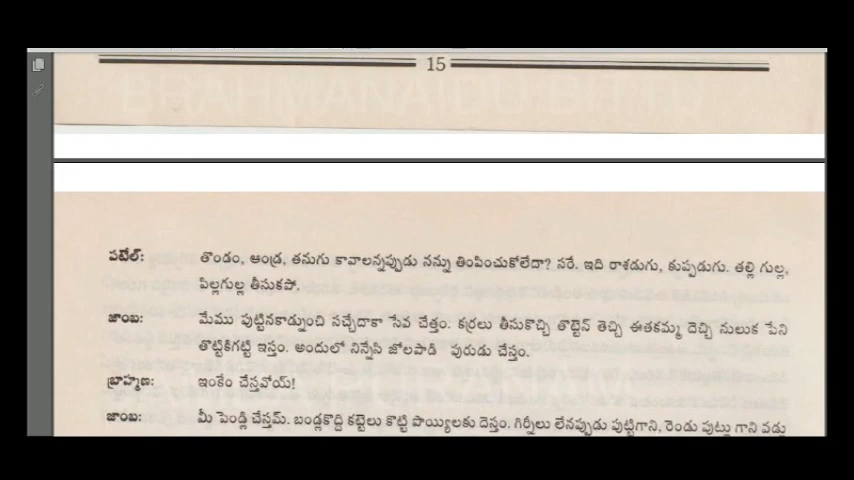 15
పటేల్: తొండం, ఆండ్ర, తనుగు కావాలన్నప్పుడు నన్ను తింపించుకోలేదా? సరే. ఇది రాశడుగు, కుప్పడుగు. తల్లి గుల్ల,
పిల్లగుల్ల తీసుకపో.
జాంబ: మేము పుట్టినకాడ్నుంచి సచ్చేదాకా సేవ చేత్తం. కర్రలు తీసుకొచ్చి తొట్టెన్ తెచ్చి ఈతకమ్మ దెచ్చి నులుక పేని
తొట్టికిగట్టి ఇస్తం. అందులో నిన్నేసి జోలపాడి పురుడు చేస్తం.
బ్రాహ్మణ: ఇంకేం చేస్తవోయ్!
జాంబ: మీ పెండ్లి చేస్తమ్. బండ్లకొద్ది కట్టెలు కొట్టి పొయ్యిలకు దెస్తం. గిర్నీలు లేనప్పుడు పుట్టిగాని, రెండు పుట్లు గాని వడ్లు